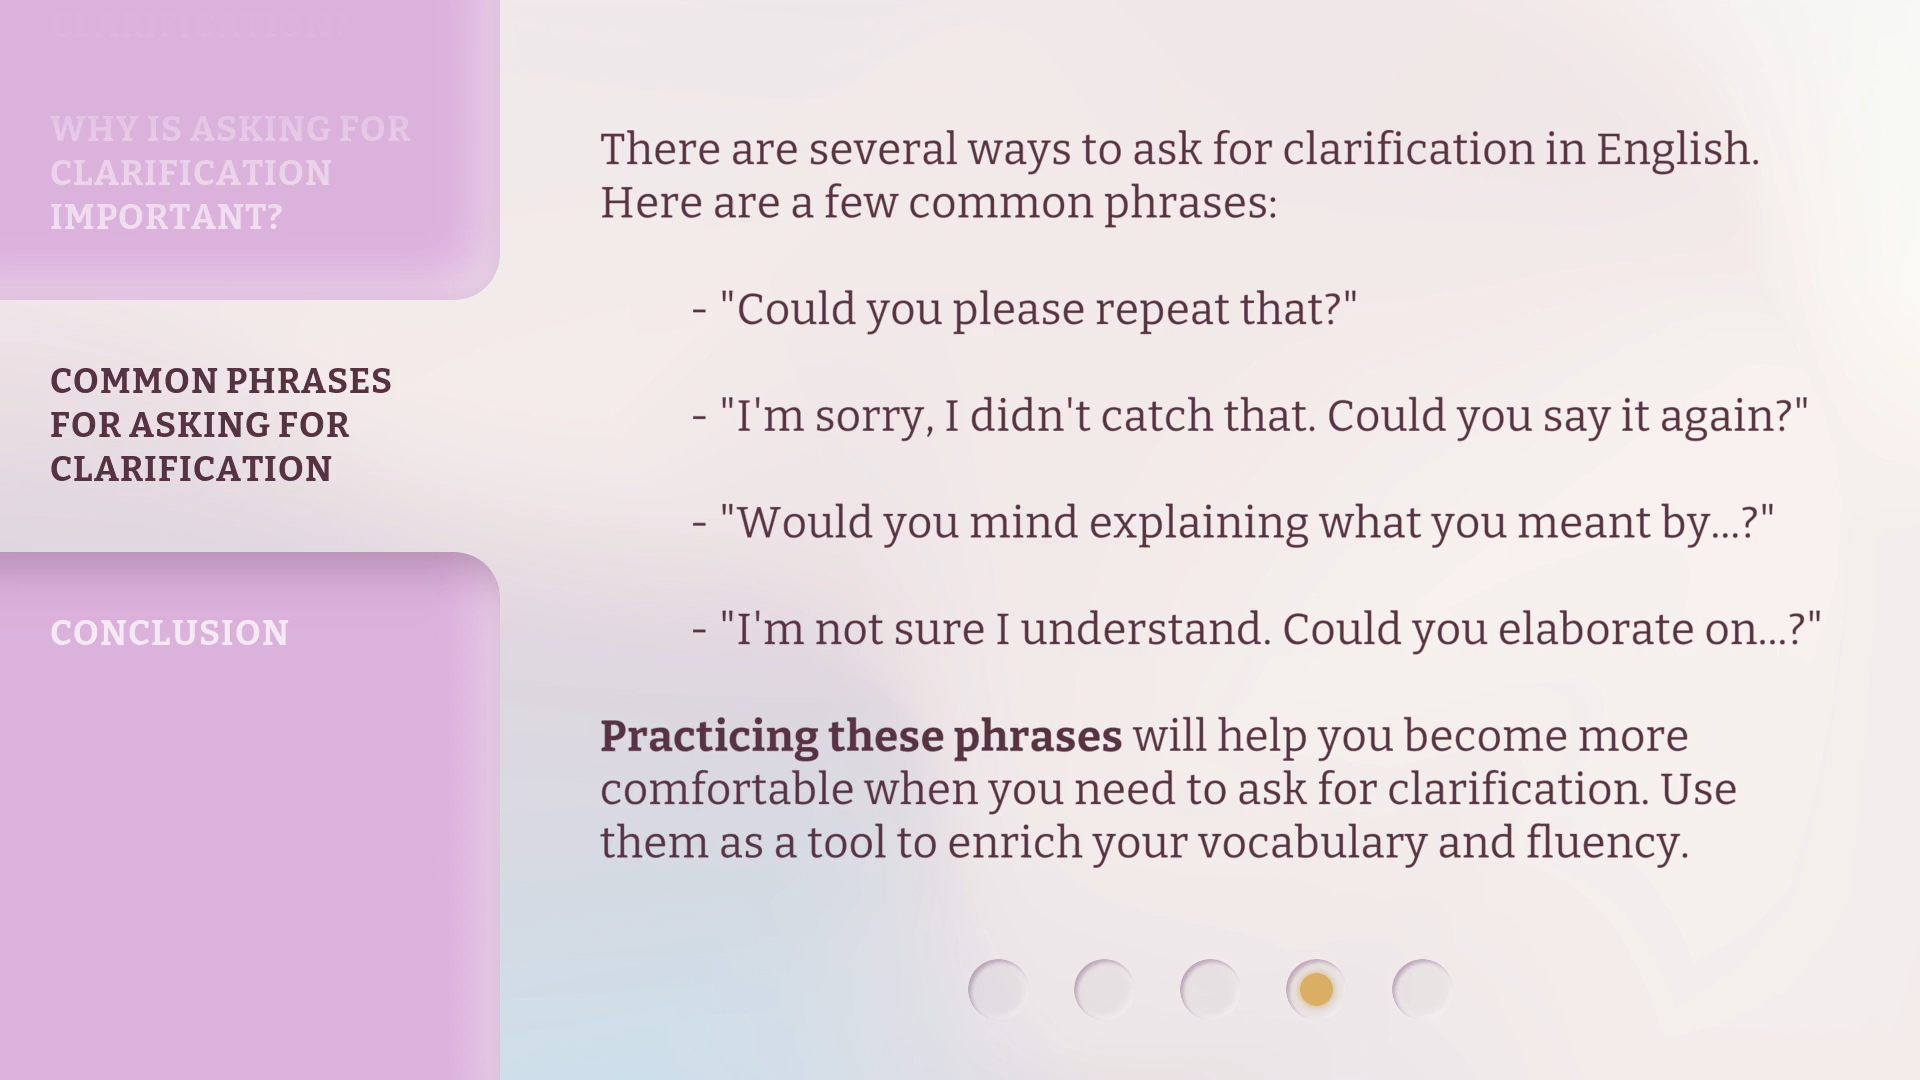 CLARIFICATION?
WHY IS ASKING FOR
CLARIFICATION
IMPORTANT?
COMMON PHRASES
FOR ASKING FOR
CLARIFICATION
CONCLUSION
There are several ways to ask for clarification in English.
Here are a few common phrases:
- "Could you please repeat that?"
- "I'm sorry, I didn't catch that. Could you say it again?"
- "Would you mind explaining what you meant by...?"
- "I'm not sure I understand. Could you elaborate on...?"
Practicing these phrases will help you become more
comfortable when you need to ask for clarification. Use
them as a tool to enrich your vocabulary and fluency.